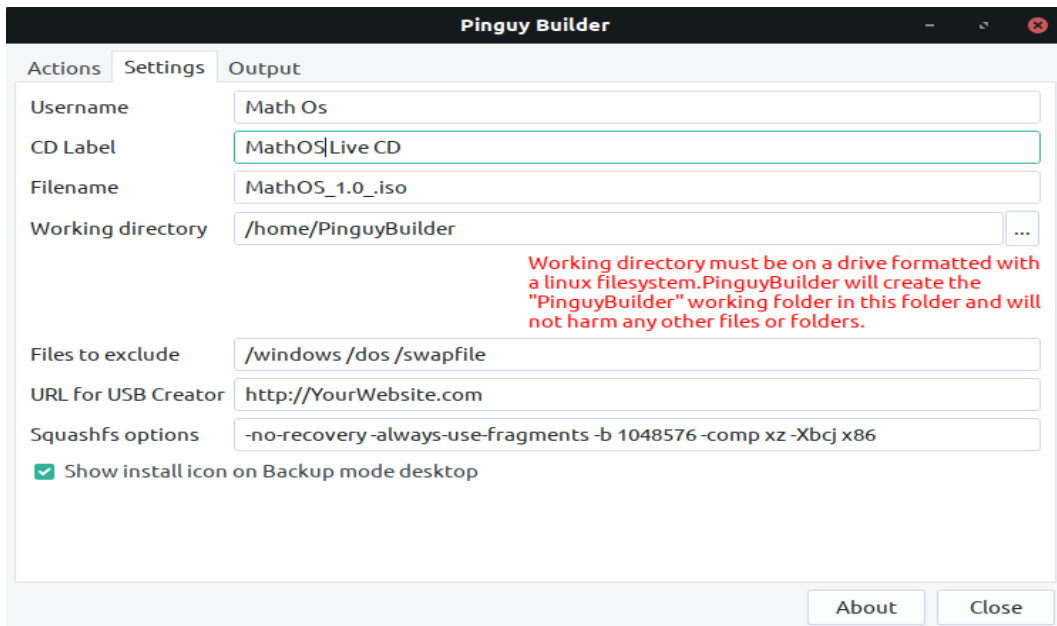 Pinguy Builder
Actions Settings Output
Username Math Os
CD Label MathOS Live CD
Filename MathOS_1.0_.iso
Working directory /home/PinguyBuilder ...
Working directory must be on a drive formatted with
a linux filesystem.PinguyBuilder will create the
"PinguyBuilder" working folder in this folder and will
not harm any other files or folders.
Files to exclude /windows /dos /swapfile
URL for USB Creator http://YourWebsite.com
Squashfs options -no-recovery -always-use-fragments -b 1048576 -comp xz -Xbcj x86
Show install icon on Backup mode desktop
About Close